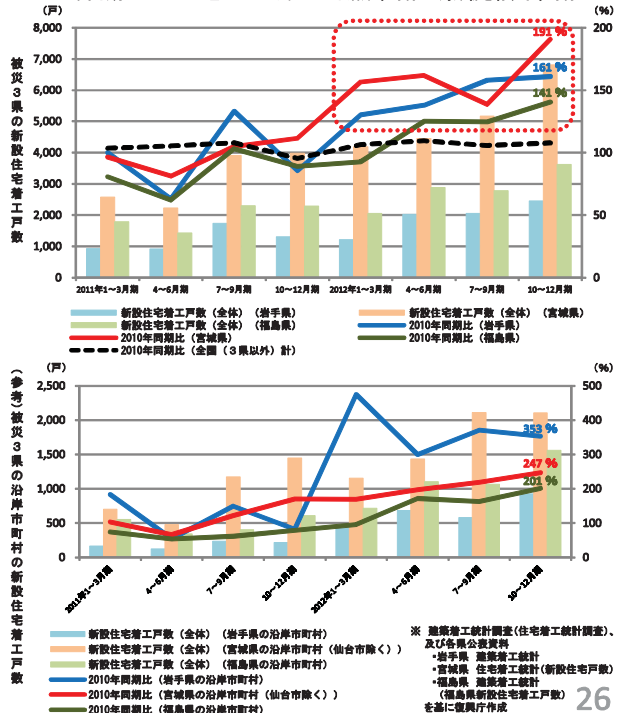 (戸)
(%)
被災3県の新設住宅着工戸数
8,000
7,000
6,000
5,000
4,000
3,000
2,000
1,000
0
200
150
100
50
0
191 %
161 %
141 %
2011年1~3月期
4~6月期
7~9月期
10~12月期
2012年1~3月期
4~6月期
7~9月期
10~12月期
新設住宅着工戸数(全体)(岩手県)
新設住宅着工戸数(全体)(宮城県)
新設住宅着工戸数(全体)(福島県)
2010年同期比(岩手県)
2010年同期比(宮城県)
2010年同期比(福島県)
2010年同期比(全国(3県以外)計)
(戸)
(%)
(参考)被災3県の沿岸市町村の新設住宅着工戸数
2,500
2,000
1,500
1,000
500
0
500
400
300
200
100
0
353 %
247 %
201 %
2011年1~3月期
4~6月期
7~9月期
10~12月期
2012年1~3月期
4~6月期
7~9月期
10~12月期
新設住宅着工戸数(全体)(岩手県の沿岸市町村)
新設住宅着工戸数(全体)(宮城県の沿岸市町村(仙台市除く))
新設住宅着工戸数(全体)(福島県の沿岸市町村)
2010年同期比(岩手県の沿岸市町村)
2010年同期比(宮城県の沿岸市町村(仙台市除く))
2010年同期比(福島県の沿岸市町村)
※ 建築着工統計調査(住宅着工統計調査)、
及び各県公表資料
・岩手県 建築着工統計
・宮城県 住宅着工統計(新設住宅戸数)
・福島県 建築着工統計
(福島県新設住宅着工戸数)
を基に復興庁作成
26